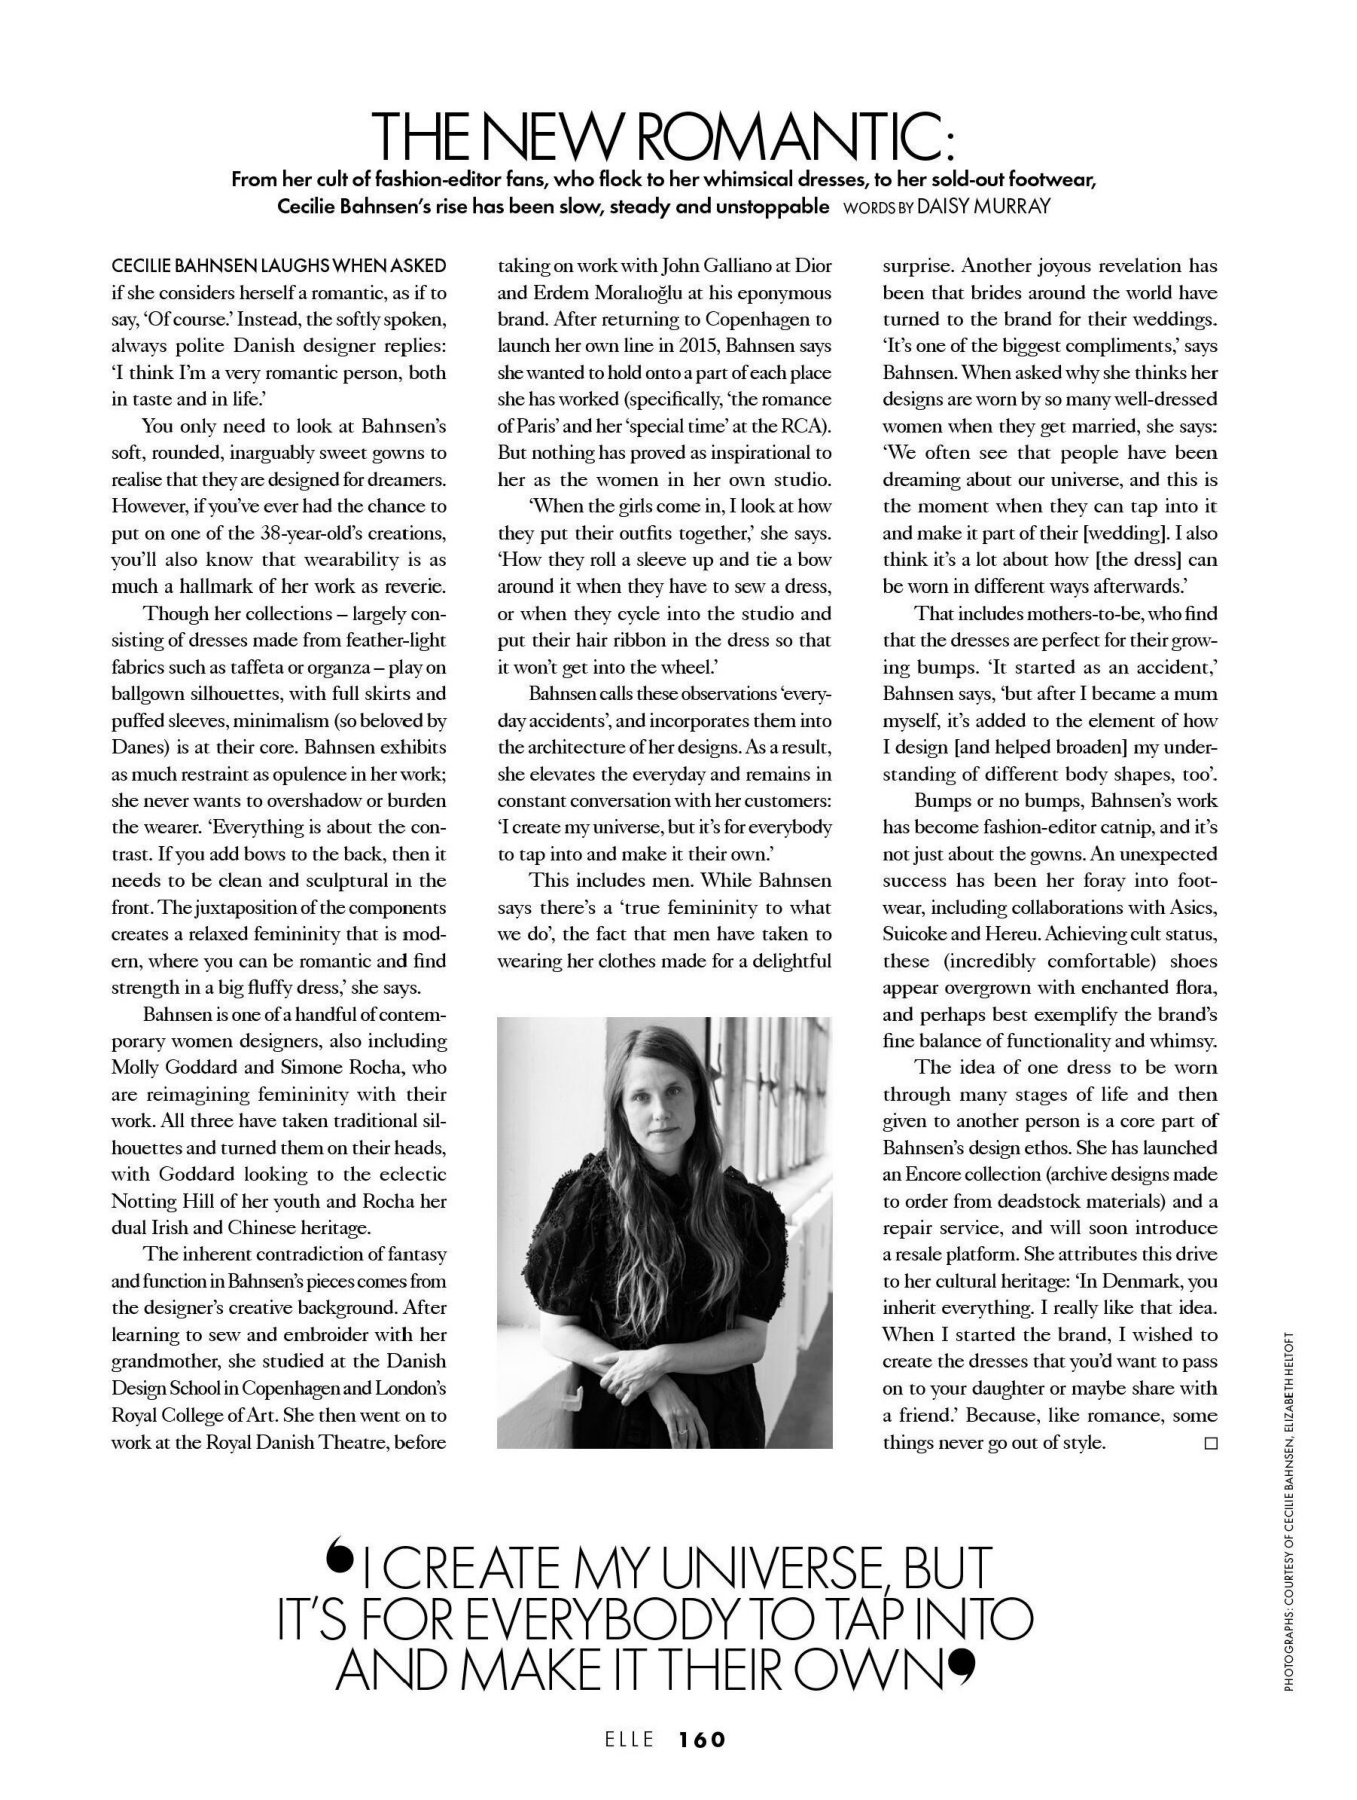 THE NEW ROMANTIC:
From her cult of fashion-editor fans, who flock to her whimsical dresses, to her sold-out footwear,
Cecilie Bahnsen’s rise has been slow, steady and unstoppable WORDS BY DAISY MURRAY
CECILIE BAHNSEN LAUGHS WHEN ASKED
if she considers herself a romantic, as if to
say, ‘Of course.’ Instead, the softly spoken,
always polite Danish designer replies:
‘I think I’m a very romantic person, both
in taste and in life.’
You only need to look at Bahnsen’s
soft, rounded, inarguably sweet gowns to
realise that they are designed for dreamers.
However, if you’ve ever had the chance to
put on one of the 38-year-old’s creations,
you’ll also know that wearability is as
much a hallmark of her work as reverie.
Though her collections – largely con-
sisting of dresses made from feather-light
fabrics such as taffeta or organza – play on
ballgown silhouettes, with full skirts and
puffed sleeves, minimalism (so beloved by
Danes) is at their core. Bahnsen exhibits
as much restraint as opulence in her work;
she never wants to overshadow or burden
the wearer. ‘Everything is about the con-
trast. If you add bows to the back, then it
needs to be clean and sculptural in the
front. The juxtaposition of the components
creates a relaxed femininity that is mod-
ern, where you can be romantic and find
strength in a big fluffy dress,’ she says.
Bahnsen is one of a handful of contem-
porary women designers, also including
Molly Goddard and Simone Rocha, who
are reimagining femininity with their
work. All three have taken traditional sil-
houettes and turned them on their heads,
with Goddard looking to the eclectic
Notting Hill of her youth and Rocha her
dual Irish and Chinese heritage.
The inherent contradiction of fantasy
and function in Bahnsen’s pieces comes from
the designer’s creative background. After
learning to sew and embroider with her
grandmother, she studied at the Danish
Design School in Copenhagen and London’s
Royal College of Art. She then went on to
work at the Royal Danish Theatre, before
taking on work with John Galliano at Dior
and Erdem Moralıoğlu at his eponymous
brand. After returning to Copenhagen to
launch her own line in 2015, Bahnsen says
she wanted to hold onto a part of each place
she has worked (specifically, ‘the romance
of Paris’ and her ‘special time’ at the RCA).
But nothing has proved as inspirational to
her as the women in her own studio.
‘When the girls come in, I look at how
they put their outfits together,’ she says.
‘How they roll a sleeve up and tie a bow
around it when they have to sew a dress,
or when they cycle into the studio and
put their hair ribbon in the dress so that
it won’t get into the wheel.’
Bahnsen calls these observations ‘every-
day accidents’, and incorporates them into
the architecture of her designs. As a result,
she elevates the everyday and remains in
constant conversation with her customers:
‘I create my universe, but it’s for everybody
to tap into and make it their own.’
This includes men. While Bahnsen
says there’s a ‘true femininity to what
we do’, the fact that men have taken to
wearing her clothes made for a delightful
surprise. Another joyous revelation has
been that brides around the world have
turned to the brand for their weddings.
‘It’s one of the biggest compliments,’ says
Bahnsen. When asked why she thinks her
designs are worn by so many well-dressed
women when they get married, she says:
‘We often see that people have been
dreaming about our universe, and this is
the moment when they can tap into it
and make it part of their [wedding]. I also
think it’s a lot about how [the dress] can
be worn in different ways afterwards.’
That includes mothers-to-be, who find
that the dresses are perfect for their grow-
ing bumps. ‘It started as an accident,’
Bahnsen says, ‘but after I became a mum
myself, it’s added to the element of how
I design [and helped broaden] my under-
standing of different body shapes, too’.
Bumps or no bumps, Bahnsen’s work
has become fashion-editor catnip, and it’s
not just about the gowns. An unexpected
success has been her foray into foot-
wear, including collaborations with Asics,
Suicoke and Hereu. Achieving cult status,
these (incredibly comfortable) shoes
appear overgrown with enchanted flora,
and perhaps best exemplify the brand’s
fine balance of functionality and whimsy.
The idea of one dress to be worn
through many stages of life and then
given to another person is a core part of
Bahnsen’s design ethos. She has launched
an Encore collection (archive designs made
to order from deadstock materials) and a
repair service, and will soon introduce
a resale platform. She attributes this drive
to her cultural heritage: ‘In Denmark, you
inherit everything. I really like that idea.
When I started the brand, I wished to
create the dresses that you’d want to pass
on to your daughter or maybe share with
a friend.’ Because, like romance, some
things never go out of style. □
‘I CREATE MY UNIVERSE, BUT
IT’S FOR EVERYBODY TO TAP INTO
AND MAKE IT THEIR OWN’
PHOTOGRAPHS: COURTESY OF CECILIE BAHNSEN, ELIZABETH HELTOFT
ELLE 160